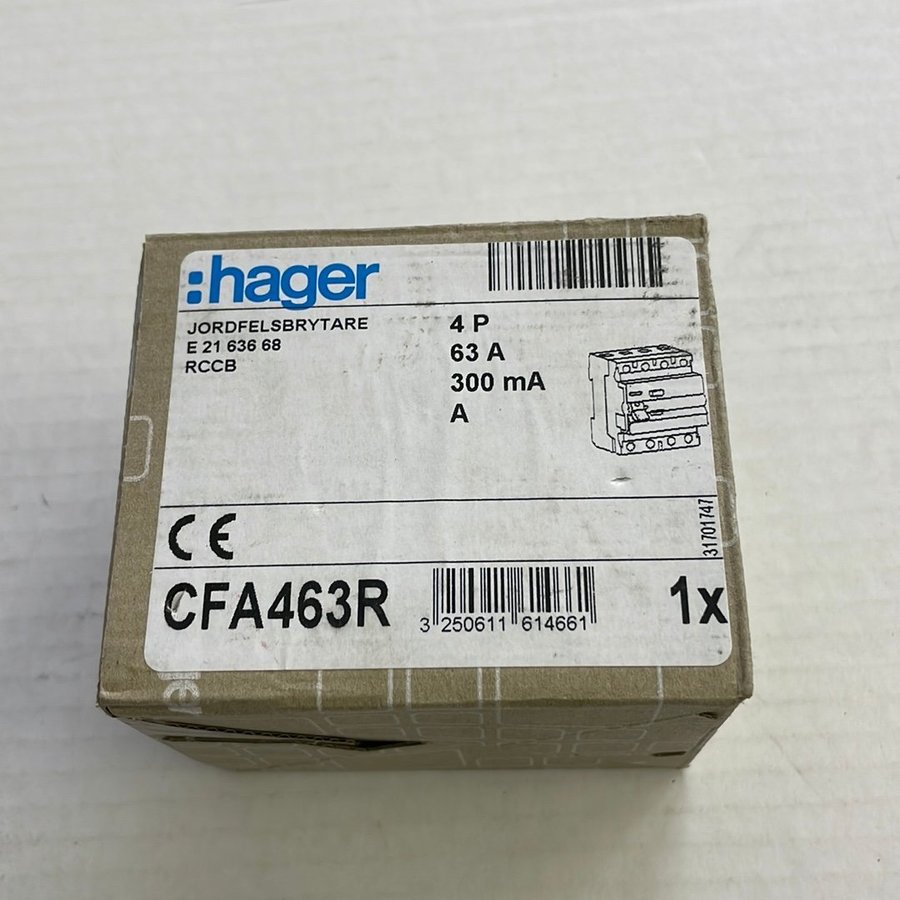 :hager
JORDFELSBRYTARE
E 21 636 68
RCCB
4 P
63 A
300 mA
A
31701747
CE
CFA463R
3 250611 614661
1x